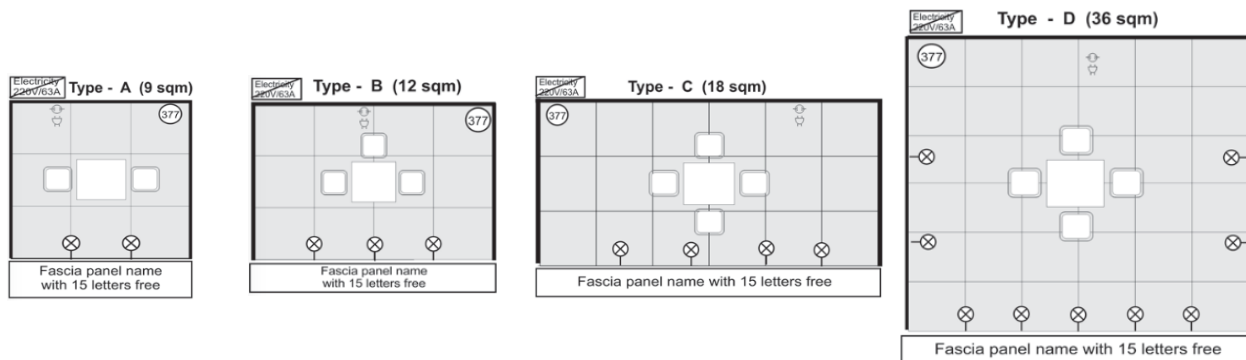 Electricity
220V/63A
Type - A (9 sqm)
377
Fascia panel name
with 15 letters free
Electricity
220V/63A
Type - B (12 sqm)
377
Fascia panel name
with 15 letters free
Electricity
220V/63A
Type - C (18 sqm)
377
Fascia panel name with 15 letters free
Electricity
220V/63A
Type - D (36 sqm)
377
Fascia panel name with 15 letters free